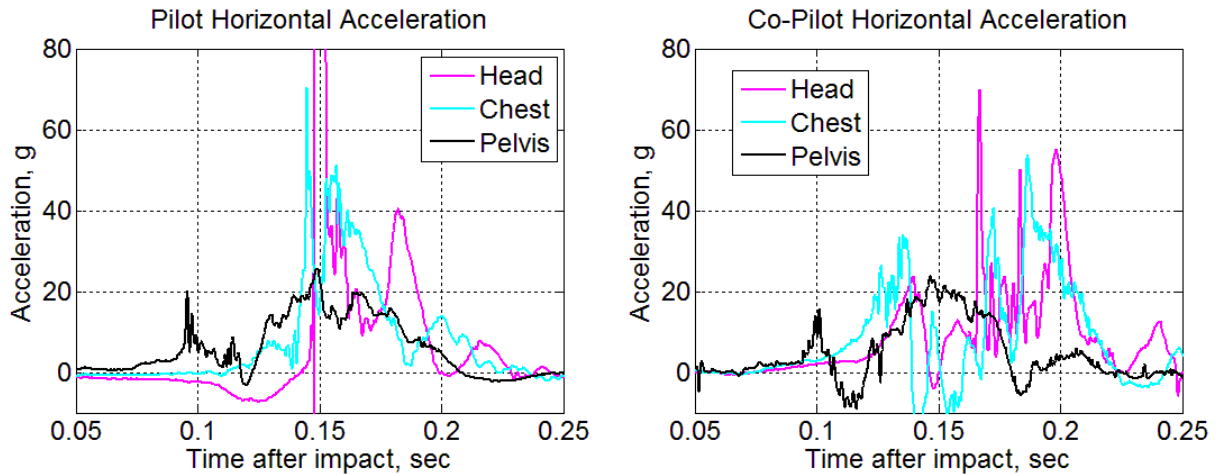 Pilot Horizontal Acceleration
80
60
40
20
0
Acceleration, g
Head
Chest
Pelvis
0.05 0.1 0.15 0.2 0.25
Time after impact, sec
Co-Pilot Horizontal Acceleration
80
60
40
20
0
Acceleration, g
Head
Chest
Pelvis
0.05 0.1 0.15 0.2 0.25
Time after impact, sec